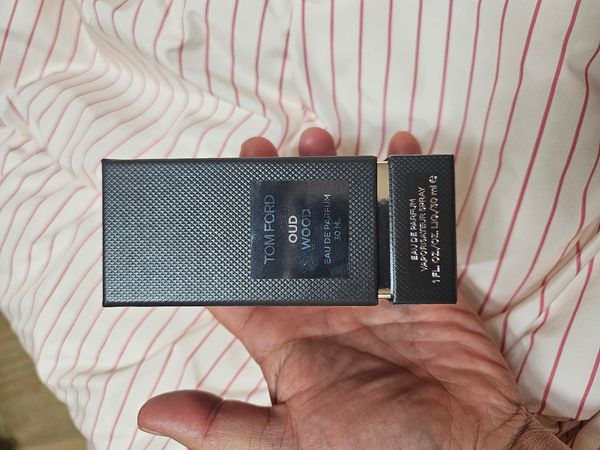 TOM FORD
OUD
WOOD
EAU DE PARFUM
30 ML
EAU DE PARFUM
VAPORISATEUR SPRAY
1 FL. OZ./OZ. LIQ./30 ml ℮